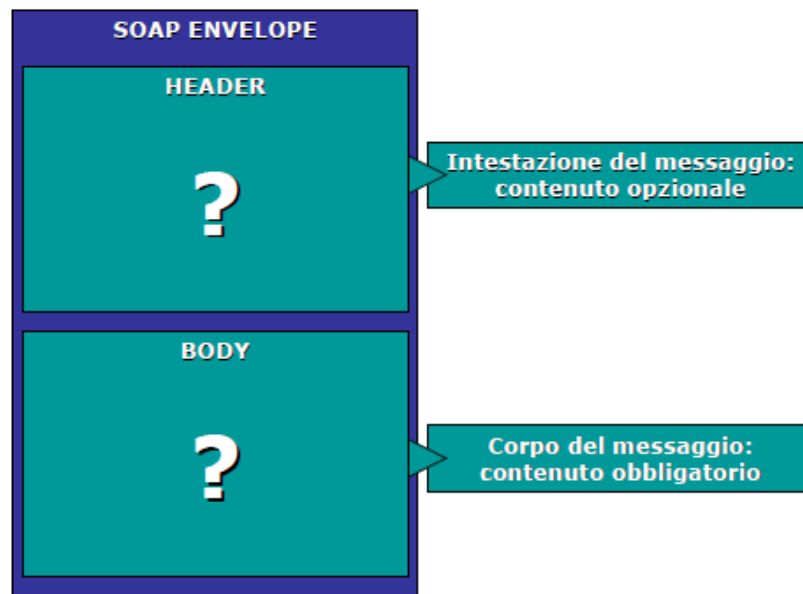 SOAP ENVELOPE
HEADER
?
Intestazione del messaggio:
contenuto opzionale
BODY
?
Corpo del messaggio:
contenuto obbligatorio